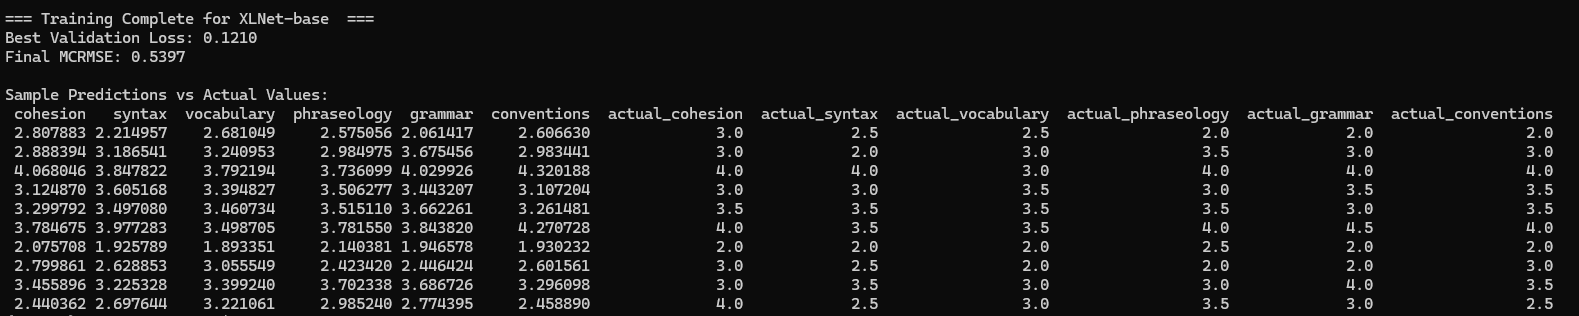 === Training Complete for XLNet-base  ===
Best Validation Loss: 0.1210
Final MCRMSE: 0.5397

Sample Predictions vs Actual Values:
cohesion syntax vocabulary phraseology grammar conventions actual_cohesion actual_syntax actual_vocabulary actual_phraseology actual_grammar actual_conventions
2.807883 2.214957 2.681049 2.575056 2.061417 2.606630 3.0 2.5 2.5 2.0 2.0 2.0
2.888394 3.186541 3.240953 2.984975 3.675456 2.983441 3.0 2.0 3.0 3.5 3.0 3.0
4.068046 3.847822 3.792194 3.736099 4.029926 4.320188 4.0 4.0 3.0 4.0 4.0 4.0
3.124870 3.605168 3.394827 3.506277 3.443207 3.107204 3.0 3.0 3.5 3.0 3.5 3.5
3.299792 3.497080 3.460734 3.515110 3.662261 3.261481 3.5 3.5 3.5 3.5 3.0 3.5
3.784675 3.977283 3.498705 3.781550 3.843820 4.270728 4.0 3.5 3.5 4.0 4.5 4.0
2.075708 1.925789 1.893351 2.140381 1.946578 1.930232 2.0 2.0 2.0 2.5 2.0 2.0
2.799861 2.628853 3.055549 2.423420 2.446424 2.601561 3.0 2.5 2.0 2.0 2.0 3.0
3.455896 3.225328 3.399240 3.702338 3.686726 3.296098 3.0 3.5 3.0 3.0 4.0 3.5
2.440362 2.697644 3.221061 2.985240 2.774395 2.458890 4.0 2.5 3.0 3.5 3.0 2.5